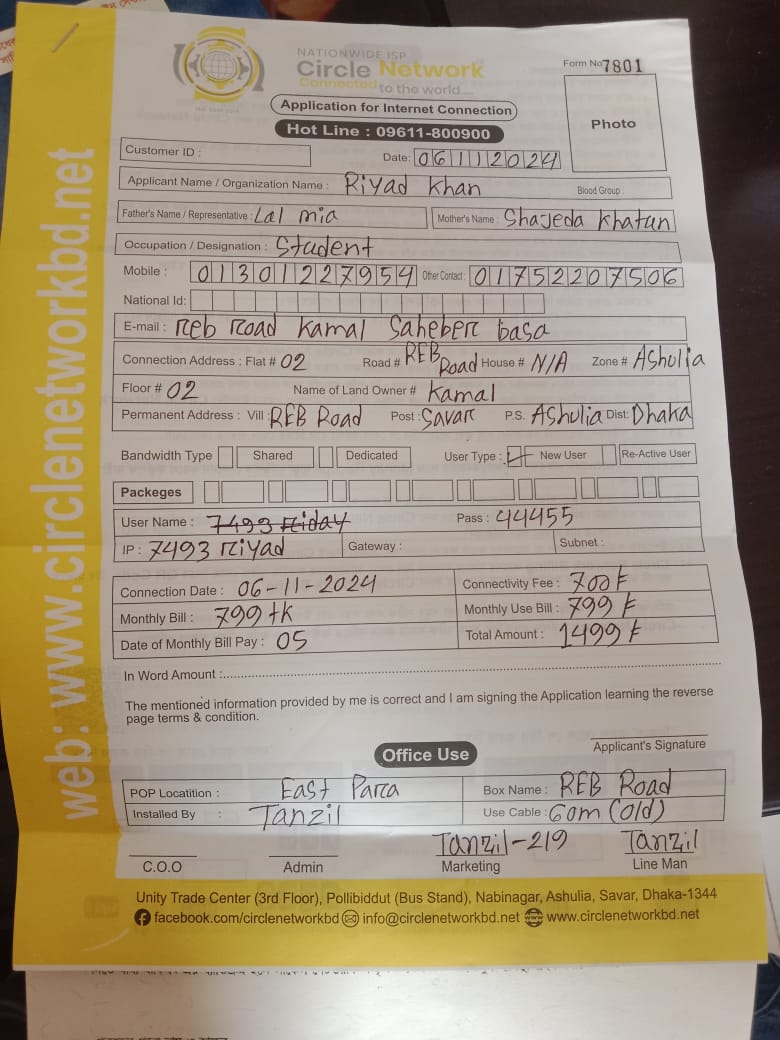 NATIONWIDE ISP
Circle Network
Connected to the world....
Form No 7801
Application for Internet Connection
Hot Line : 09611-800900
Photo
Customer ID :
Date: 06112024
Applicant Name / Organization Name : Riyad Khan Blood Group :
Father's Name / Representative : Lal mia Mother's Name : Shajeda Khatun
Occupation / Designation : Student
Mobile : 01301227954 Other Contact : 01752207506
National Id:
E-mail : reb road kamal saheber basa
Connection Address : Flat # 02 Road # REB Road House # N/A Zone # Ashulia
Floor # 02 Name of Land Owner # Kamal
Permanent Address : Vill : REB Road Post : Savar P.S. Ashulia Dist: Dhaka
Bandwidth Type Shared Dedicated User Type : New User Re-Active User
Packeges
User Name : 7493 Riday Pass : 44455
IP : 7493 riyad Gateway : Subnet :
Connection Date : 06-11-2024 Connectivity Fee : 700 ৳
Monthly Bill : 799 tk Monthly Use Bill : 799 ৳
Date of Monthly Bill Pay : 05 Total Amount : 1499 ৳
In Word Amount :
The mentioned information provided by me is correct and I am signing the Application learning the reverse
page terms & condition.
Applicant's Signature
Office Use
POP Locatition : East Para Box Name : REB Road
Installed By : Tanzil Use Cable : 60m (old)
Tanzil-219 Tanzil
C.O.O Admin Marketing Line Man
Unity Trade Center (3rd Floor), Pollibiddut (Bus Stand), Nabinagar, Ashulia, Savar, Dhaka-1344
facebook.com/circlenetworkbd info@circlenetworkbd.net www.circlenetworkbd.net
web: www.circlenetworkbd.net